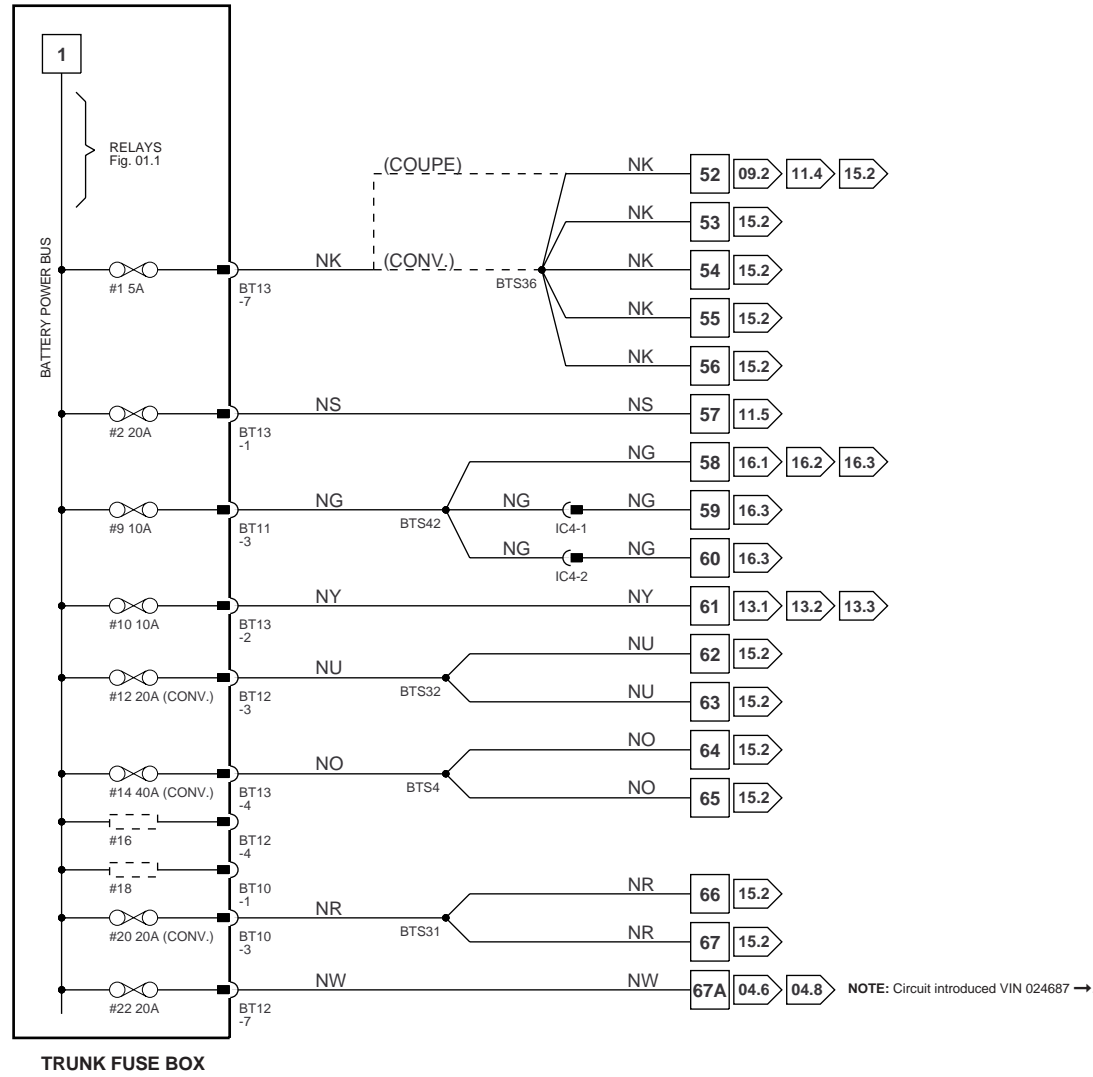 1
RELAYS
Fig. 01.1
BATTERY POWER BUS
(COUPE)
NK
52 09.2 11.4 15.2
NK
53 15.2
#1 5A
BT13
-7
NK
(CONV.)
BTS36
NK
54 15.2
NK
55 15.2
NK
56 15.2
#2 20A
BT13
-1
NS
NS
57 11.5
NG
58 16.1 16.2 16.3
#9 10A
BT11
-3
NG
BTS42
NG
IC4-1
NG
59 16.3
NG
IC4-2
NG
60 16.3
#10 10A
BT13
-2
NY
NY
61 13.1 13.2 13.3
#12 20A (CONV.)
BT12
-3
NU
BTS32
NU
62 15.2
NU
63 15.2
#14 40A (CONV.)
BT13
-4
NO
BTS4
NO
64 15.2
NO
65 15.2
#16
BT12
-4
#18
BT10
-1
#20 20A (CONV.)
BT10
-3
NR
BTS31
NR
66 15.2
NR
67 15.2
#22 20A
BT12
-7
NW
NW
67A 04.6 04.8
NOTE: Circuit introduced VIN 024687 →
TRUNK FUSE BOX